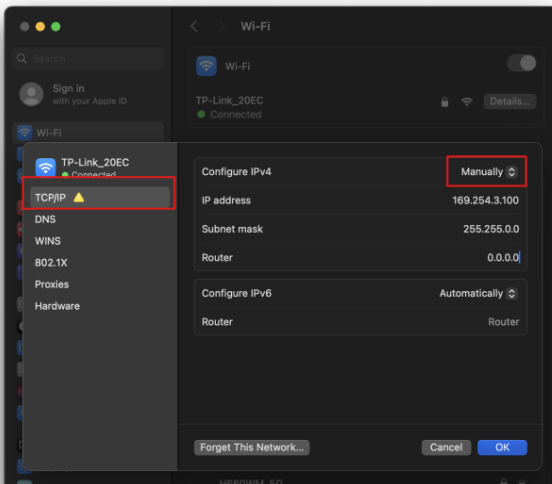 Wi-Fi
Search
Wi-Fi
Sign in
with your Apple ID
TP-Link_20EC
Connected
Details...
Wi-Fi
TP-Link_20EC
Connected
TCP/IP
DNS
WINS
802.1X
Proxies
Hardware
Configure IPv4
Manually
IP address
169.254.3.100
Subnet mask
255.255.0.0
Router
0.0.0.0
Configure IPv6
Automatically
Router
Router
Forget This Network...
Cancel
OK
H660WM_5G